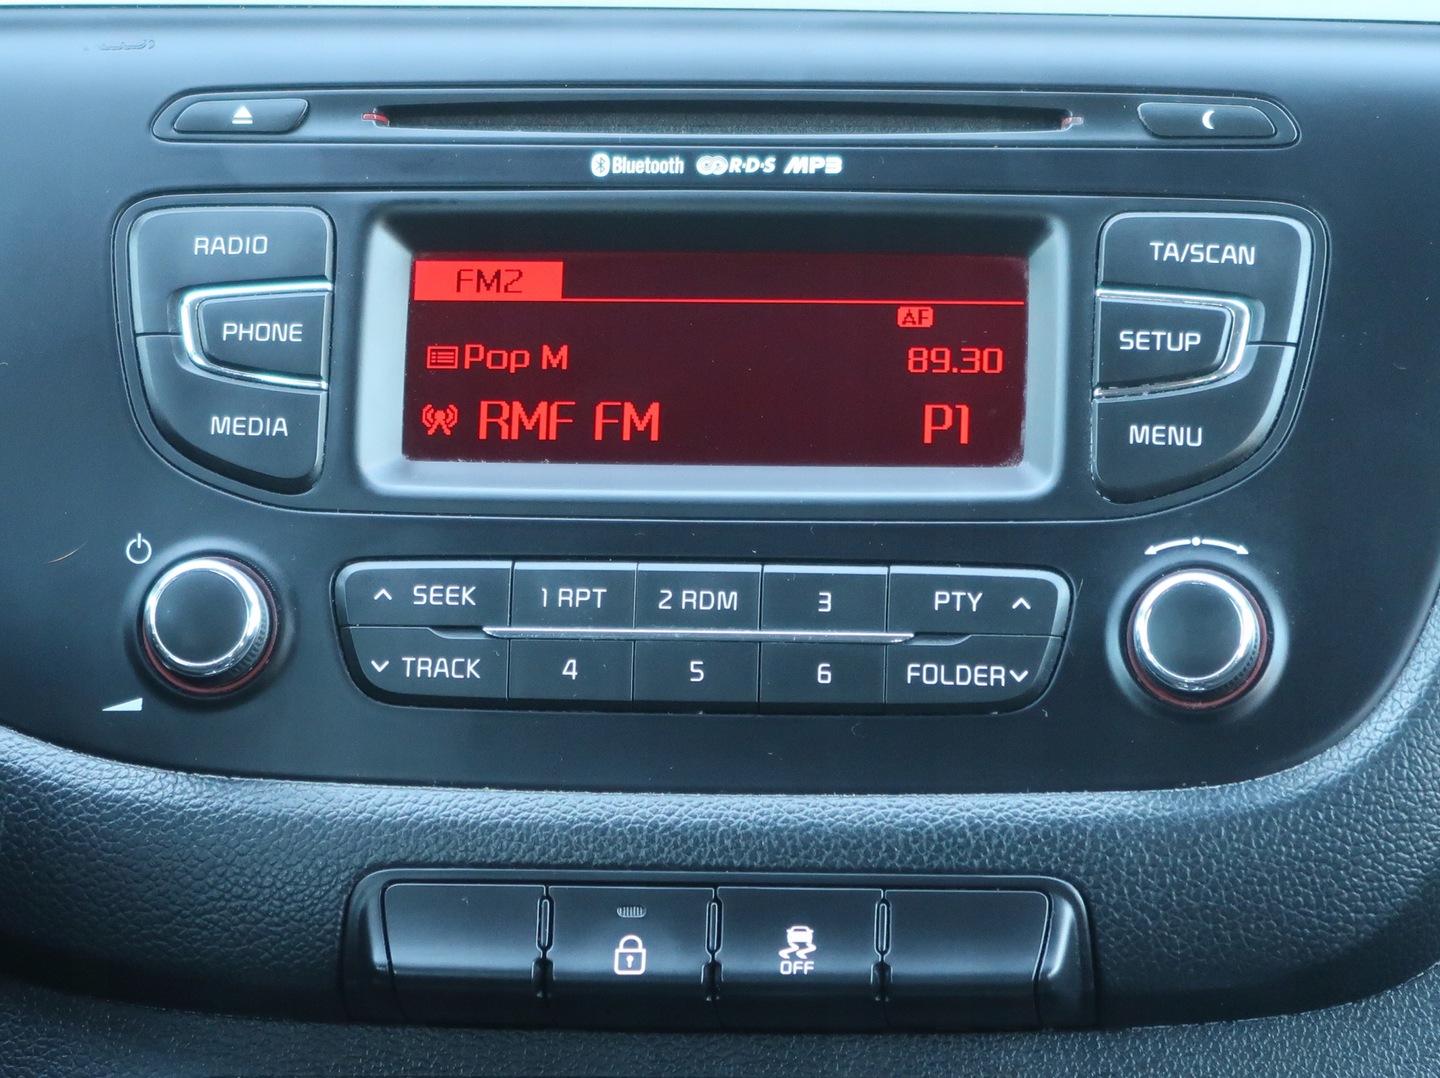 Bluetooth R·D·S MP3
RADIO
PHONE
MEDIA
FM2
AF
Pop M 89.30
RMF FM P1
TA/SCAN
SETUP
MENU
SEEK 1 RPT 2 RDM 3 PTY
TRACK 4 5 6 FOLDER
OFF